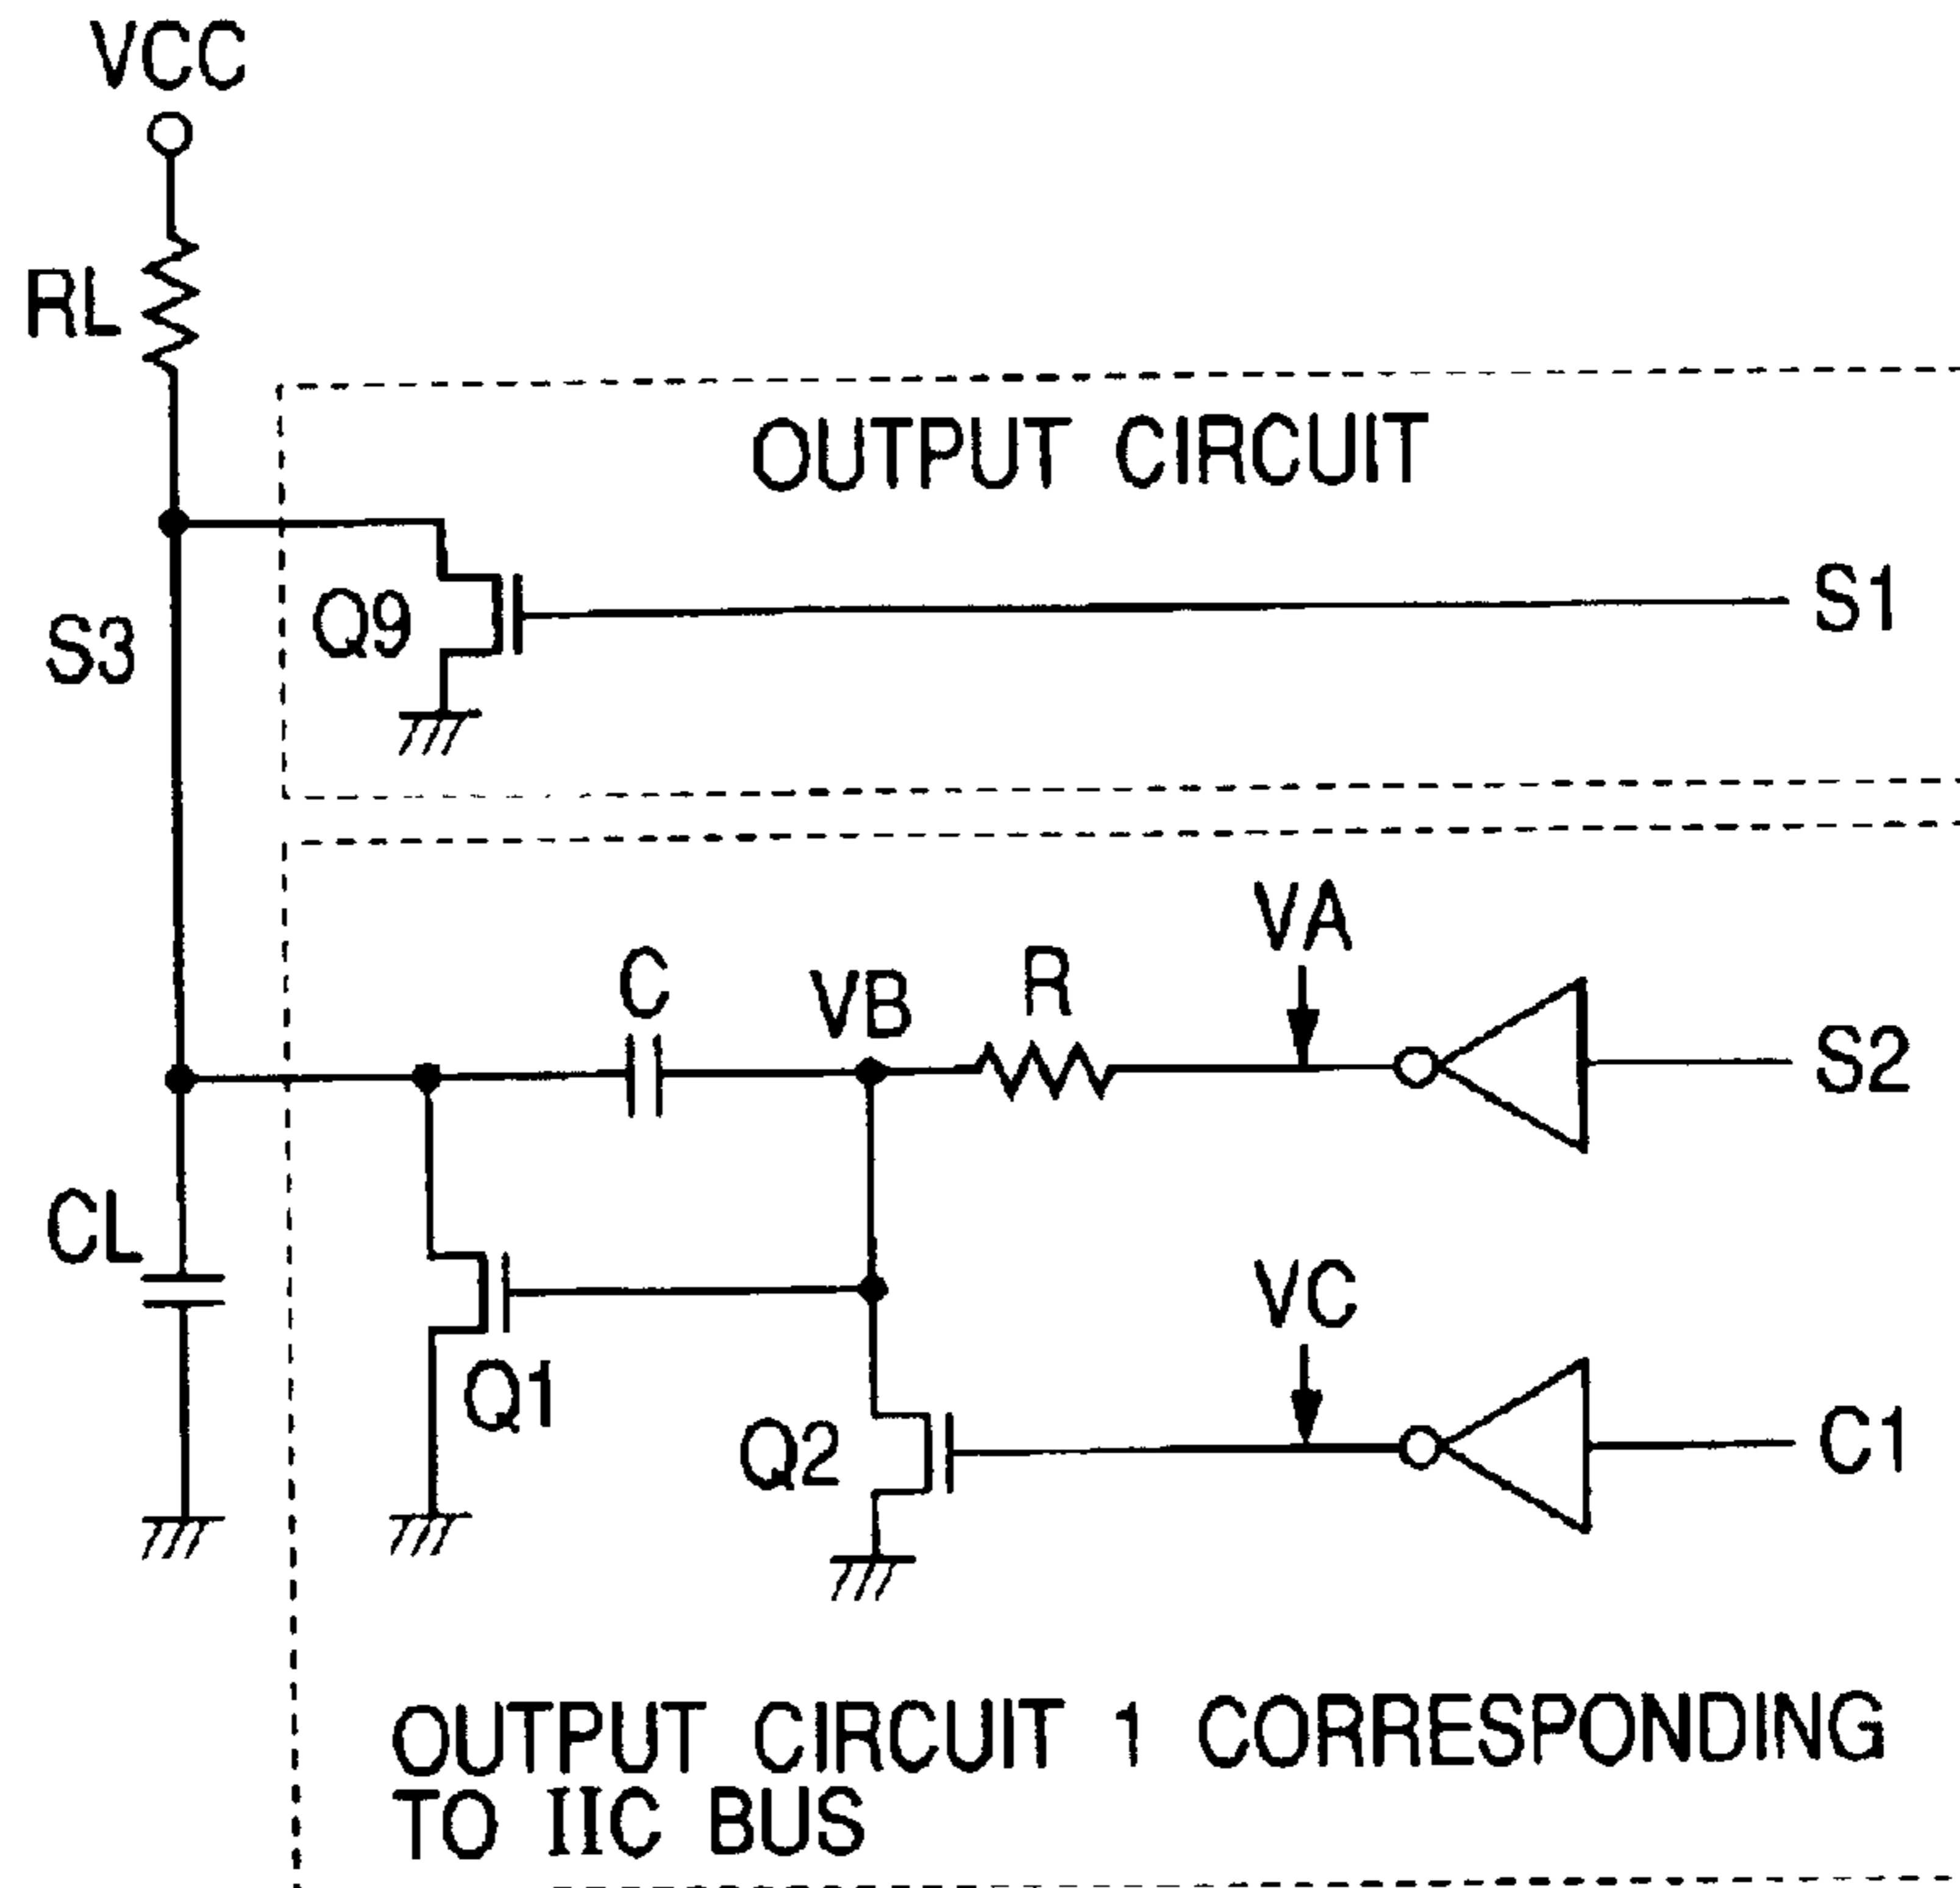 VCC
RL
OUTPUT CIRCUIT
Q9
S1
S3
VA
C
VB
R
S2
CL
VC
Q1
Q2
C1
OUTPUT CIRCUIT 1 CORRESPONDING
TO IIC BUS